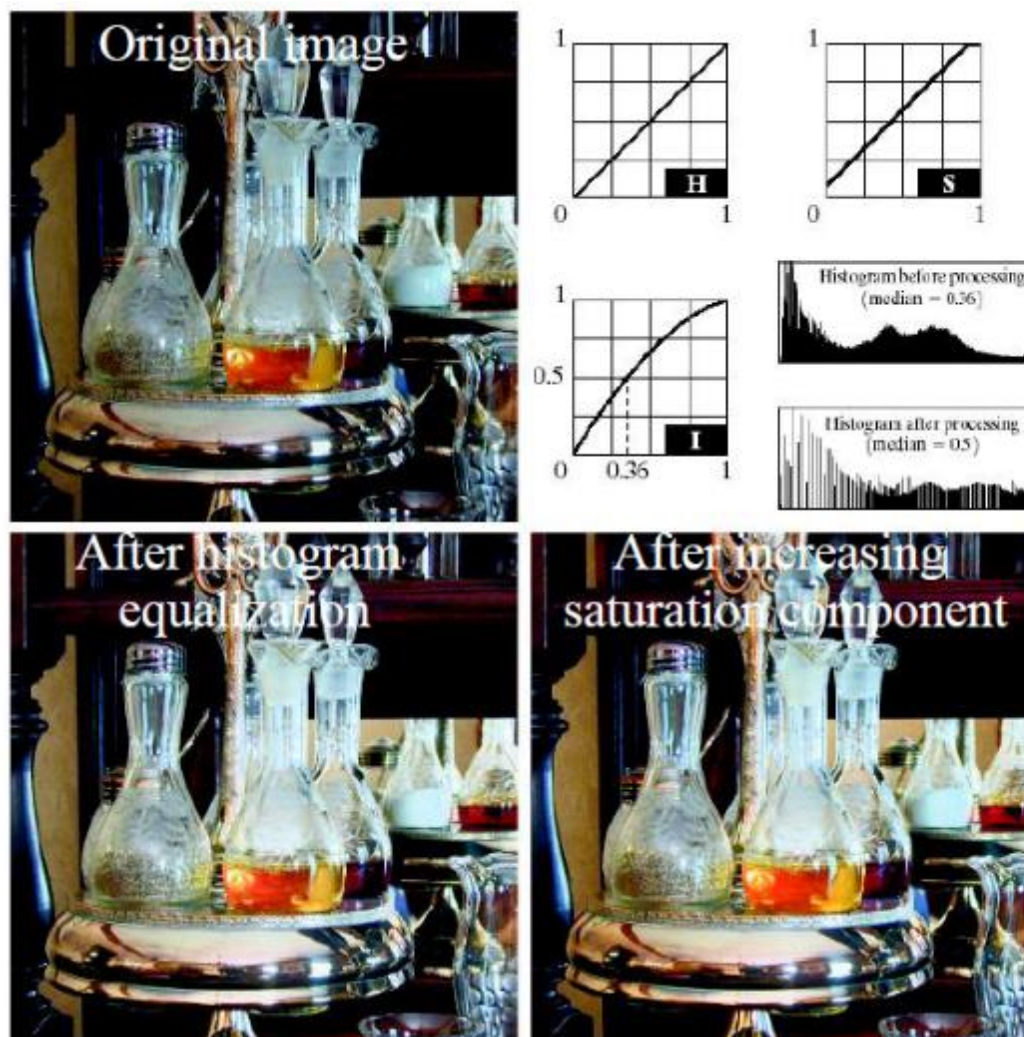 Original image
1
H
0
1
1
S
0
1
1
0.5
I
0
0.36
1
Histogram before processing
(median = 0.36)
Histogram after processing
(median = 0.5)
After histogram
equalization
After increasing
saturation component